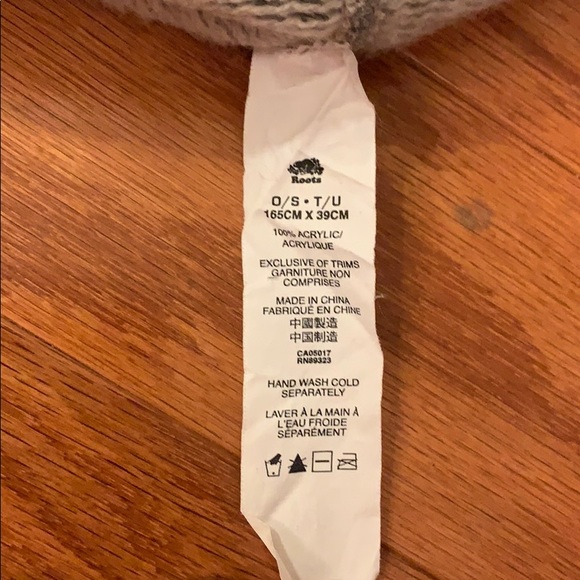 Roots
O/S • T/U
165CM X 39CM
100% ACRYLIC/
ACRYLIQUE
EXCLUSIVE OF TRIMS
GARNITURE NON
COMPRISES
MADE IN CHINA
FABRIQUÉ EN CHINE
中國製造
中国制造
CA05017
RN89323
HAND WASH COLD
SEPARATELY
LAVER À LA MAIN À
L'EAU FROIDE
SÉPARÉMENT